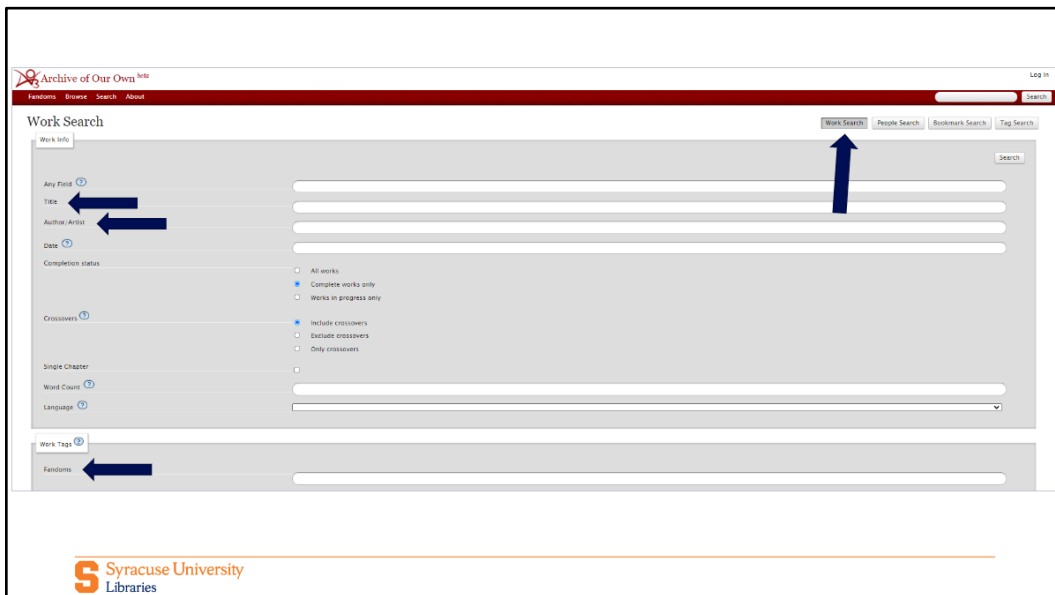 Archive of Our Own beta
Log In
Fandoms Browse Search About
Search
Work Search
Work Search People Search Bookmark Search Tag Search
Work Info
Search
Any Field ?
Title
Author/Artist
Date ?
Completion status
All works
Complete works only
Works in progress only
Crossovers ?
Include crossovers
Exclude crossovers
Only crossovers
Single Chapter
Word Count ?
Language ?
Work Tags ?
Fandoms
S Syracuse University
Libraries